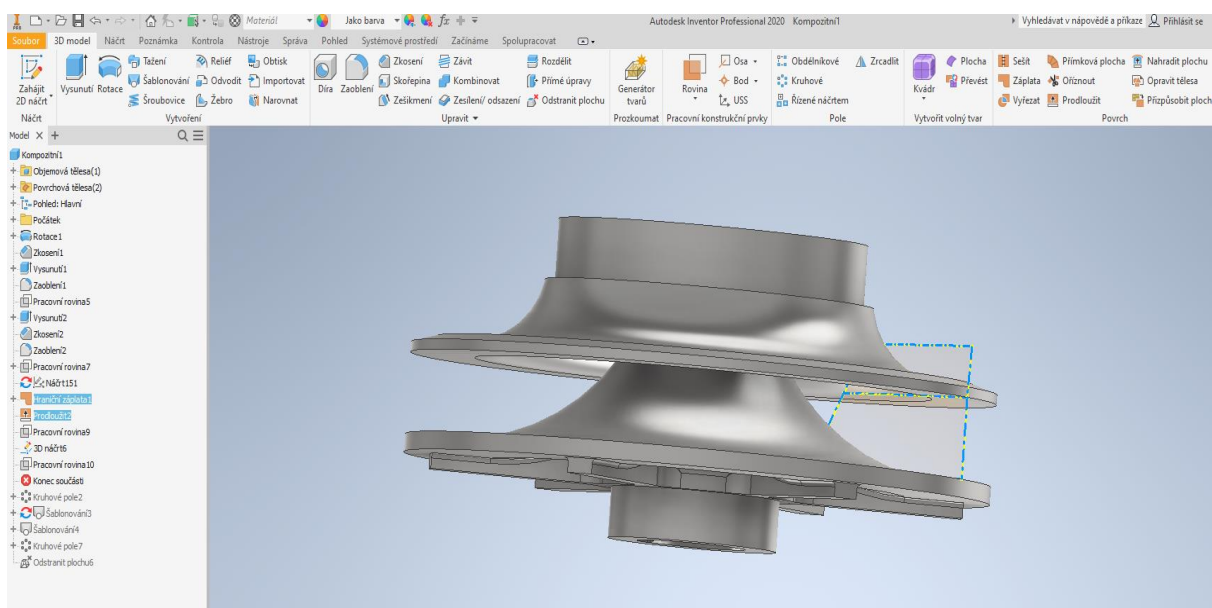 Materiál Jako barva Autodesk Inventor Professional 2020 Kompozitní1 Vyhledávat v nápovědě a příkaze Přihlásit se
Soubor 3D model Náčrt Poznámka Kontrola Nástroje Správa Pohled Systémové prostředí Začínáme Spolupracovat
Tažení Reliéf Obtisk Zkosení Závit Rozdělit Osa Obdélníkové Zrcadlit Plocha Sešít Přímková plocha Nahradit plochu
Zahájit Vysunutí Rotace Šablonování Odvodit Importovat Díra Zaoblení Skořepina Kombinovat Přímé úpravy Generátor Rovina Bod Kruhové Kvádr Převést Záplata Oříznout Opravit tělesa
2D náčrt Šroubovice Žebro Narovnat Zešikmení Zesílení/ odsazení Odstranit plochu tvarů USS Řízené náčrtem Vyřezat Prodloužit Přizpůsobit ploch
Náčrt Vytvoření Upravit Prozkoumat Pracovní konstrukční prvky Pole Vytvořit volný tvar Povrch
Model
Kompozitní1
Objemová tělesa(1)
Povrchová tělesa(2)
Pohled: Hlavní
Počátek
Rotace1
Zkosení1
Vysunutí1
Zaoblení1
Pracovní rovina5
Vysunutí2
Zkosení2
Zaoblení2
Pracovní rovina7
Náčrt151
Hraniční záplata1
Prodloužit2
Pracovní rovina9
3D náčrt6
Pracovní rovina10
Konec součásti
Kruhové pole2
Šablonování3
Šablonování4
Kruhové pole7
Odstranit plochu6